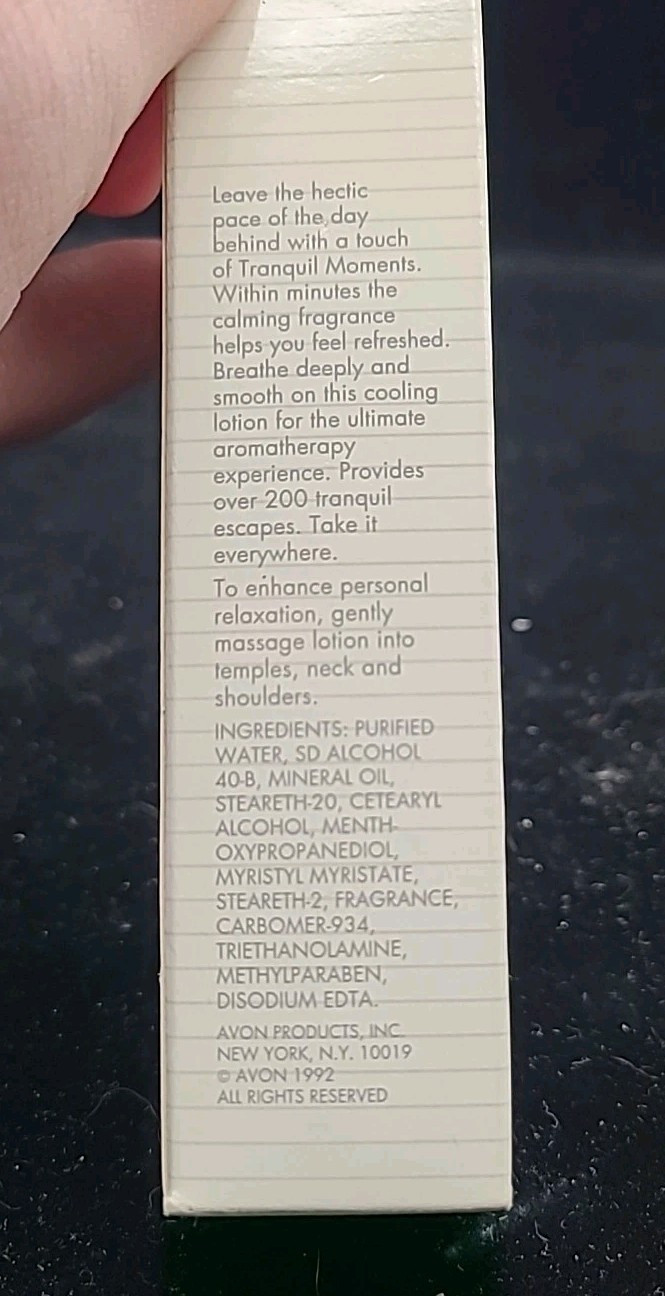 Leave the hectic
pace of the day
behind with a touch
of Tranquil Moments.
Within minutes the
calming fragrance
helps you feel refreshed.
Breathe deeply and
smooth on this cooling
lotion for the ultimate
aromatherapy
experience. Provides
over 200 tranquil
escapes. Take it
everywhere.
To enhance personal
relaxation, gently
massage lotion into
temples, neck and
shoulders.
INGREDIENTS: PURIFIED
WATER, SD ALCOHOL
40-B, MINERAL OIL,
STEARETH-20, CETEARYL
ALCOHOL, MENTH-
OXYPROPANEDIOL,
MYRISTYL MYRISTATE,
STEARETH-2, FRAGRANCE,
CARBOMER-934,
TRIETHANOLAMINE,
METHYLPARABEN,
DISODIUM EDTA.
AVON PRODUCTS, INC.
NEW YORK, N.Y. 10019
© AVON 1992
ALL RIGHTS RESERVED